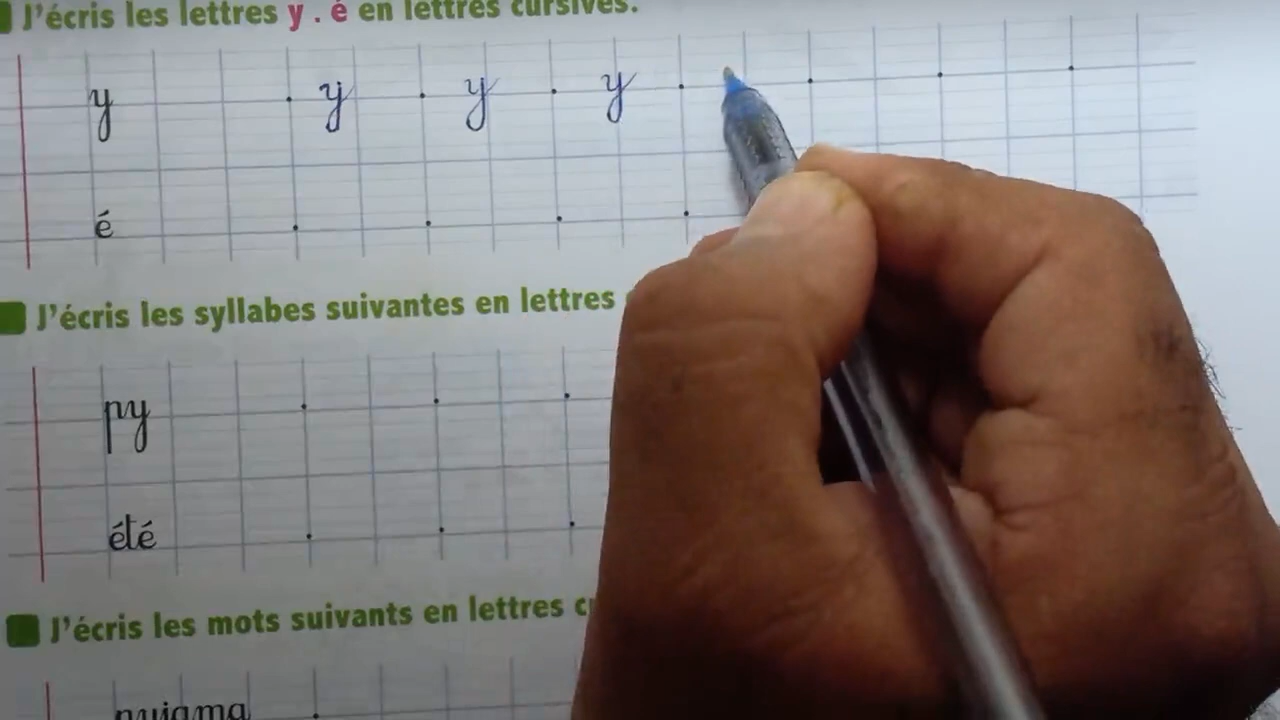 J'écris les lettres y . é en lettres cursives.
y y y y
é
J'écris les syllabes suivantes en lettres
py
été
J'écris les mots suivants en lettres
pyjama